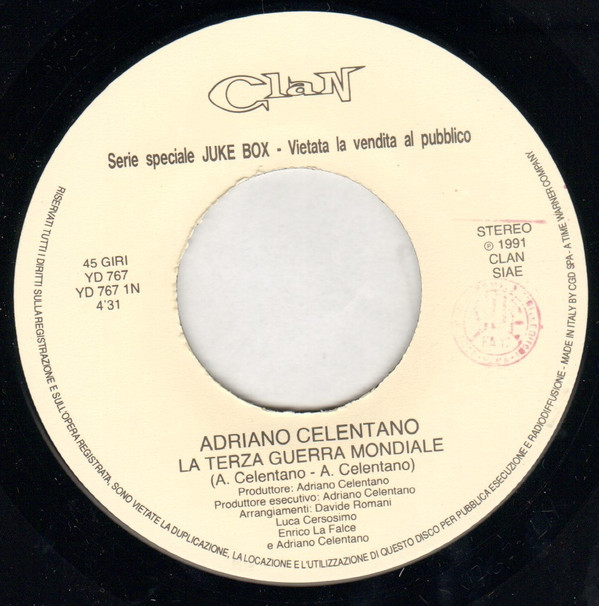 Clan
Serie speciale JUKE BOX - Vietata la vendita al pubblico
45 GIRI
YD 767
YD 767 1N
4'31
STEREO
℗ 1991
CLAN
SIAE
ADRIANO CELENTANO
LA TERZA GUERRA MONDIALE
(A. Celentano - A. Celentano)
Produttore: Adriano Celentano
Produttore esecutivo: Adriano Celentano
Arrangiamenti: Davide Romani
Luca Cersosimo
Enrico La Falce
e Adriano Celentano
RISERVATI TUTTI I DIRITTI SULLA REGISTRAZIONE E SULL'OPERA REGISTRATA, SONO VIETATE LA DUPLICAZIONE, LA LOCAZIONE E L'UTILIZZAZIONE DI QUESTO DISCO PER PUBBLICA ESECUZIONE E RADIODIFFUSIONE - MADE IN ITALY BY CGD SPA - A TIME WARNER COMPANY